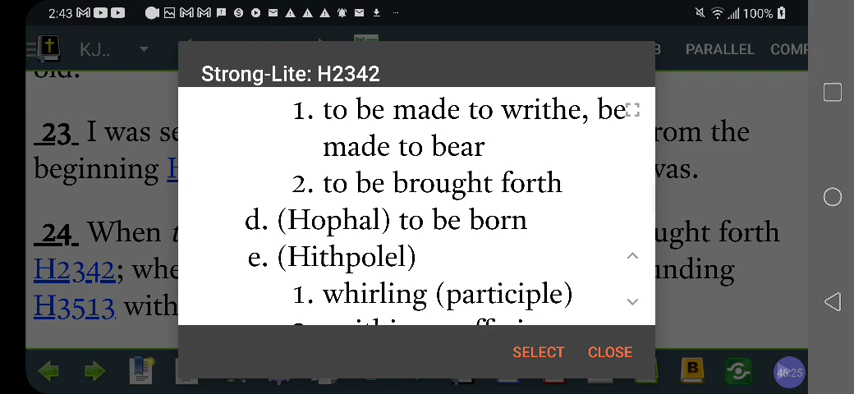 2:43
100%
KJ..
PARALLEL
Strong-Lite: H2342
1. to be made to writhe, be
made to bear
2. to be brought forth
d. (Hophal) to be born
e. (Hithpolel)
1. whirling (participle)
SELECT CLOSE
old.
23 I was
rom the
beginning
was.
24 When
ught forth
H2342; whe
nding
H3513 with
46:25